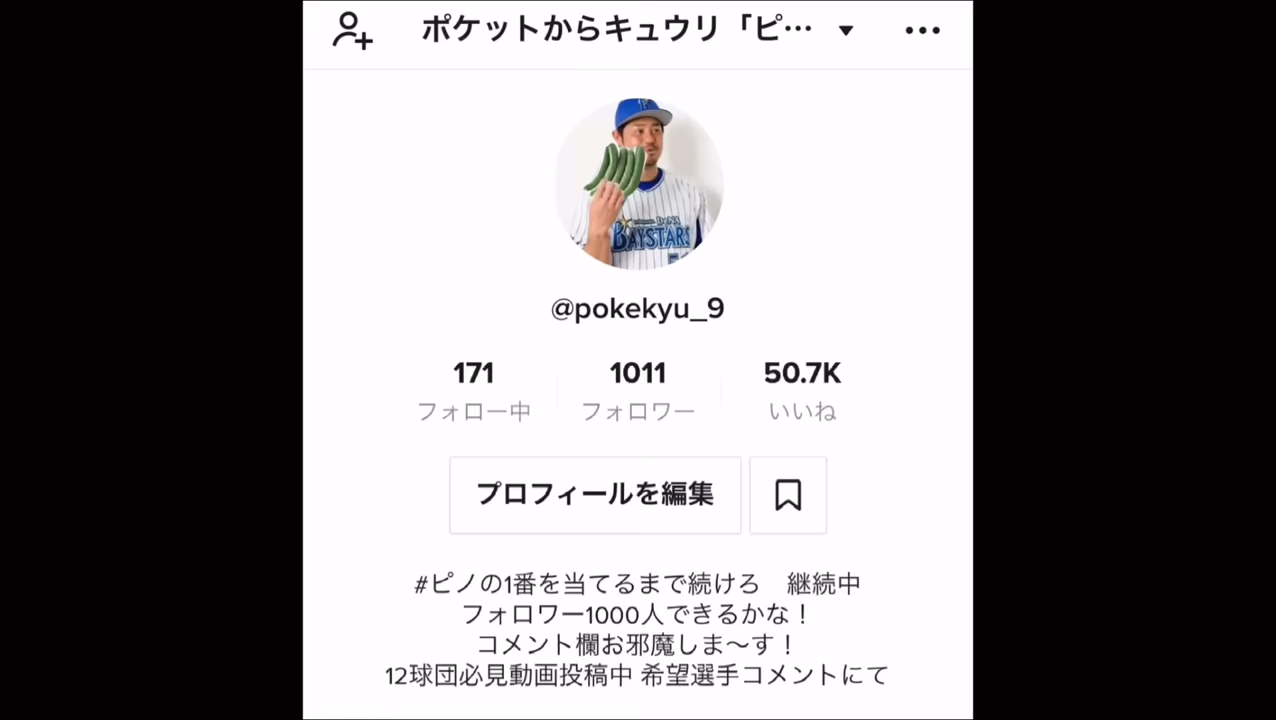 ポケットからキュウリ「ピ…
BAYSTARS
@pokekyu_9
171
1011
50.7K
フォロー中
フォロワー
いいね
プロフィールを編集
#ピノの1番を当てるまで続けろ　継続中
フォロワー1000人できるかな！
コメント欄お邪魔しま〜す！
12球団必見動画投稿中 希望選手コメントにて